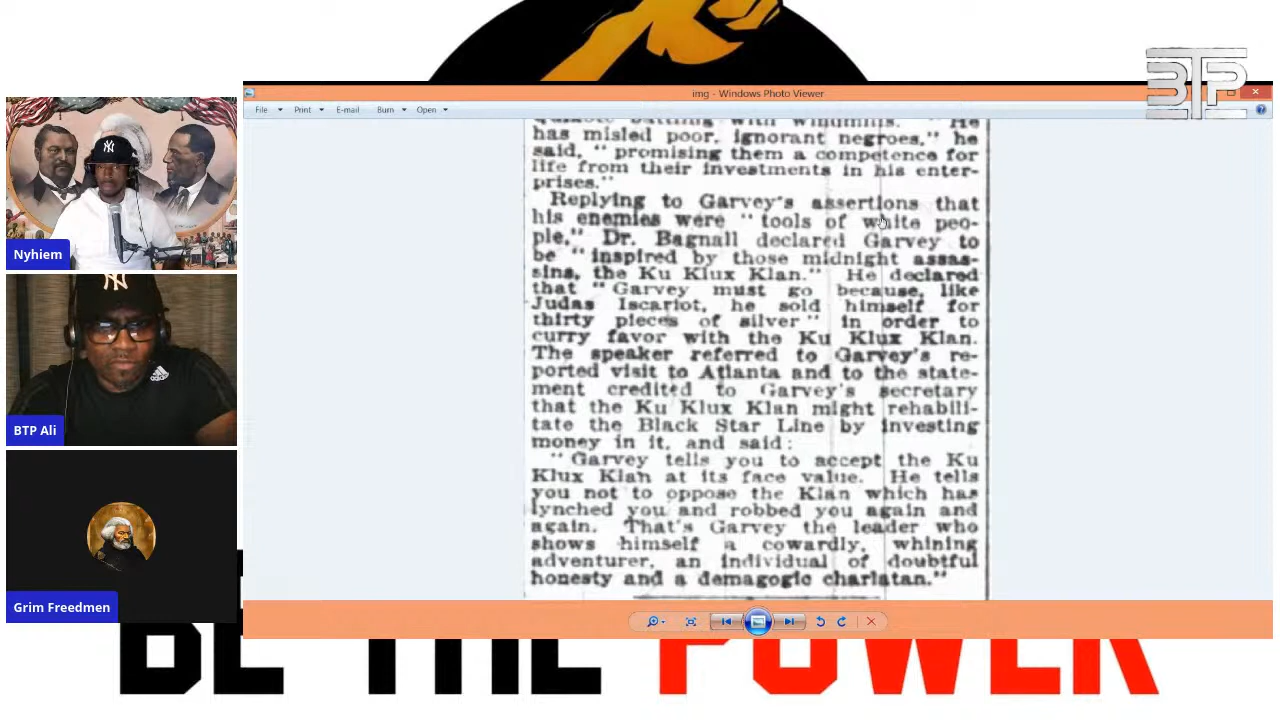 BTP
img - Windows Photo Viewer
File Print E-mail Burn Open
quixote battling with windmills. " He
has misled poor, ignorant negroes," he
said, " promising them a competence for
life from their investments in his enter-
prises."
Replying to Garvey's assertions that
his enemies were " tools of white peo-
ple," Dr. Bagnall declared Garvey to
be " inspired by those midnight assas-
sins, the Ku Klux Klan." He declared
that " Garvey must go because, like
Judas Iscariot, he sold himself for
thirty pieces of silver " in order to
curry favor with the Ku Klux Klan.
The speaker referred to Garvey's re-
ported visit to Atlanta and to the state-
ment credited to Garvey's secretary
that the Ku Klux Klan might rehabili-
tate the Black Star Line by investing
money in it, and said:
" Garvey tells you to accept the Ku
Klux Klan at its face value. He tells
you not to oppose the Klan which has
lynched you and robbed you again and
again. That's Garvey the leader who
shows himself a cowardly, whining
adventurer, an individual of doubtful
honesty and a demagogic charlatan."
Nyhiem
BTP Ali
Grim Freedmen
BE THE POWER